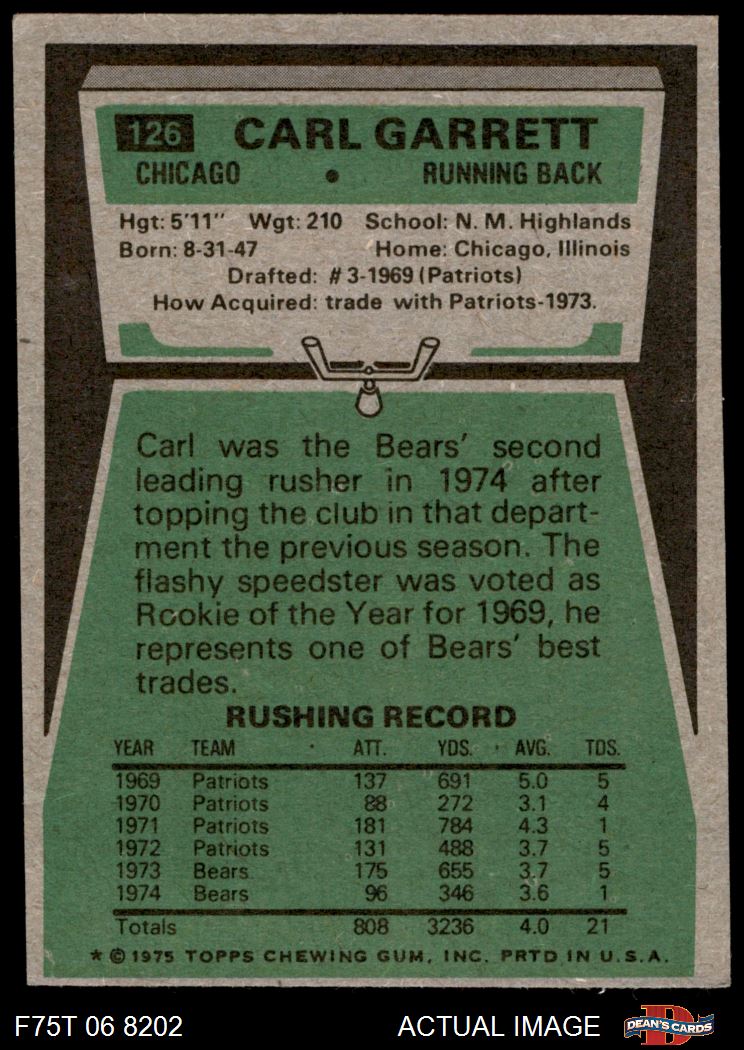 126 CARL GARRETT
CHICAGO • RUNNING BACK
Hgt: 5'11" Wgt: 210 School: N. M. Highlands
Born: 8-31-47 Home: Chicago, Illinois
Drafted: #3-1969 (Patriots)
How Acquired: trade with Patriots-1973.
Carl was the Bears' second
leading rusher in 1974 after
topping the club in that depart-
ment the previous season. The
flashy speedster was voted as
Rookie of the Year for 1969, he
represents one of Bears' best
trades.
RUSHING RECORD
YEAR TEAM ATT. YDS. AVG. TDS.
1969 Patriots 137 691 5.0 5
1970 Patriots 88 272 3.1 4
1971 Patriots 181 784 4.3 1
1972 Patriots 131 488 3.7 5
1973 Bears 175 655 3.7 5
1974 Bears 96 346 3.6 1
Totals 808 3236 4.0 21
* © 1975 TOPPS CHEWING GUM, INC. PRTD IN U.S.A.
F75T 06 8202 ACTUAL IMAGE DEAN'S CARDS